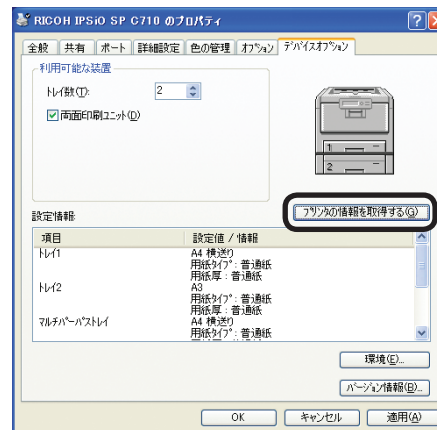 RICOH IPSiO SP C710 のプロパティ
全般 共有 ポート 詳細設定 色の管理 オプション デバイスオプション
利用可能な装置
トレイ数(T): 2
両面印刷ユニット(D)
1
2
プリンタの情報を取得する(G)
設定情報:
項目 設定値 / 情報
トレイ1 A4 横送り
用紙タイプ : 普通紙
用紙厚 : 普通紙
トレイ2 A3
用紙タイプ : 普通紙
用紙厚 : 普通紙
マルチパーパストレイ A4 横送り
用紙タイプ : 普通紙
環境(E)...
バージョン情報(B)...
OK キャンセル 適用(A)